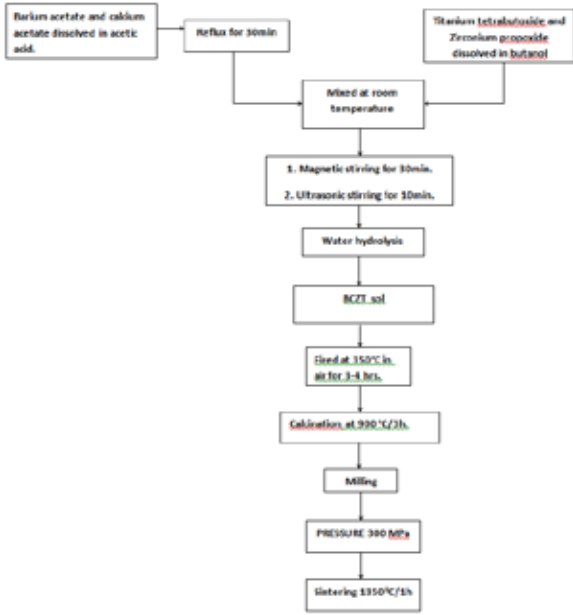 Barium acetate and calcium
acetate dissolved in acetic
acid.
Reflux for 30min
Titanium tetrabutoxide and
Zirconium propoxide
dissolved in butanol
Mixed at room
temperature
1. Magnetic stirring for 30min.
2. Ultrasonic stirring for 10min.
Water hydrolysis
BCZT sol
Fired at 150°C in
air for 3-4 hrs.
Calcination at 900 °C/3h.
Milling
PRESSURE 300 MPa
Sintering 1350°C/1h